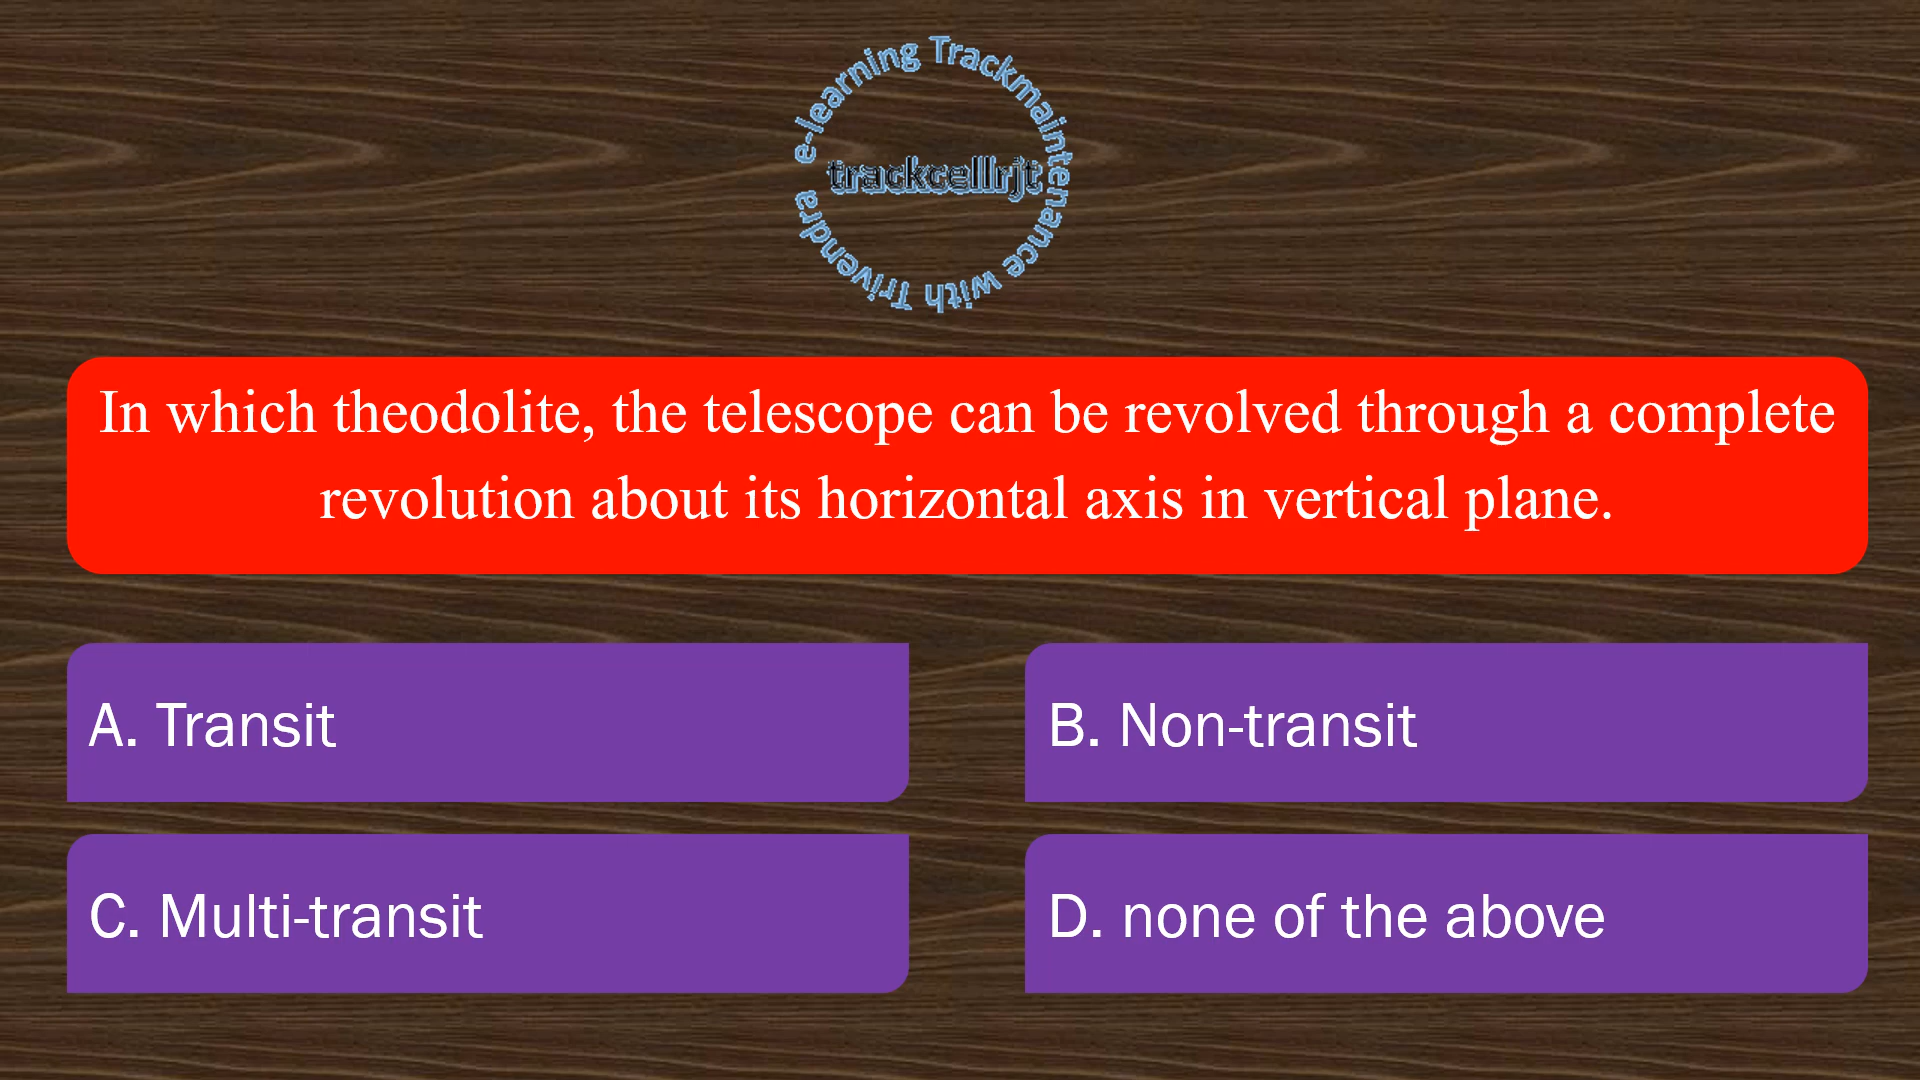 e-learning Trackmaintenance with Trivendra
trackcellrjt
In which theodolite, the telescope can be revolved through a complete
revolution about its horizontal axis in vertical plane.
A. Transit
B. Non-transit
C. Multi-transit
D. none of the above